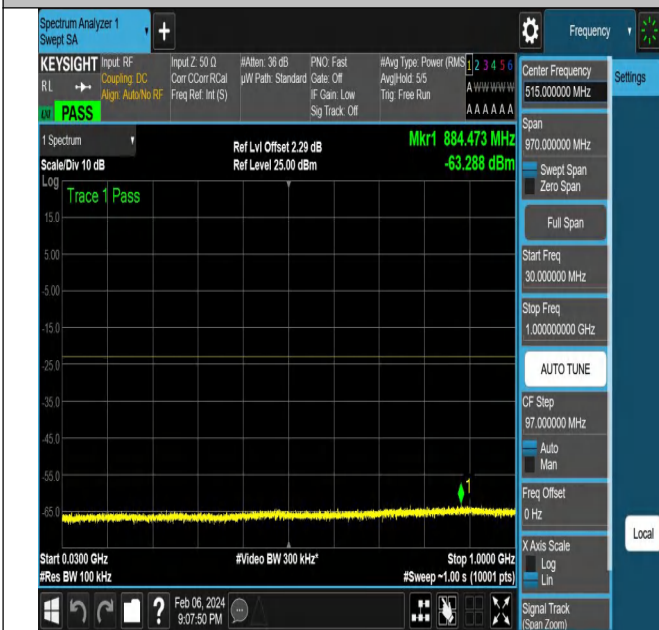 Spectrum Analyzer 1
Swept SA
+
Frequency
KEYSIGHT
RL
LNI PASS
Input: RF
Coupling: DC
Align: Auto/No RF
Input Z: 50 Ω
Corr CCorr RCal
Freq Ref: Int (S)
#Atten: 36 dB
µW Path: Standard
PNO: Fast
Gate: Off
IF Gain: Low
Sig Track: Off
#Avg Type: Power (RMS
Avg|Hold: 5/5
Trig: Free Run
1 2 3 4 5 6
A W W W W W
A A A A A A
1 Spectrum
Scale/Div 10 dB
Log
Ref Lvl Offset 2.29 dB
Ref Level 25.00 dBm
Mkr1 884.473 MHz
-63.288 dBm
Trace 1 Pass
15.0
5.00
-5.00
-15.0
-25.0
-35.0
-45.0
-55.0
-65.0
1
Start 0.0300 GHz
#Res BW 100 kHz
#Video BW 300 kHz*
Stop 1.0000 GHz
#Sweep ~1.00 s (10001 pts)
?
Feb 06, 2024
9:07:50 PM
Center Frequency
515.000000 MHz
Span
970.000000 MHz
Swept Span
Zero Span
Full Span
Start Freq
30.000000 MHz
Stop Freq
1.000000000 GHz
AUTO TUNE
CF Step
97.000000 MHz
Auto
Man
Freq Offset
0 Hz
X Axis Scale
Log
Lin
Signal Track
(Span Zoom)
Settings
Local